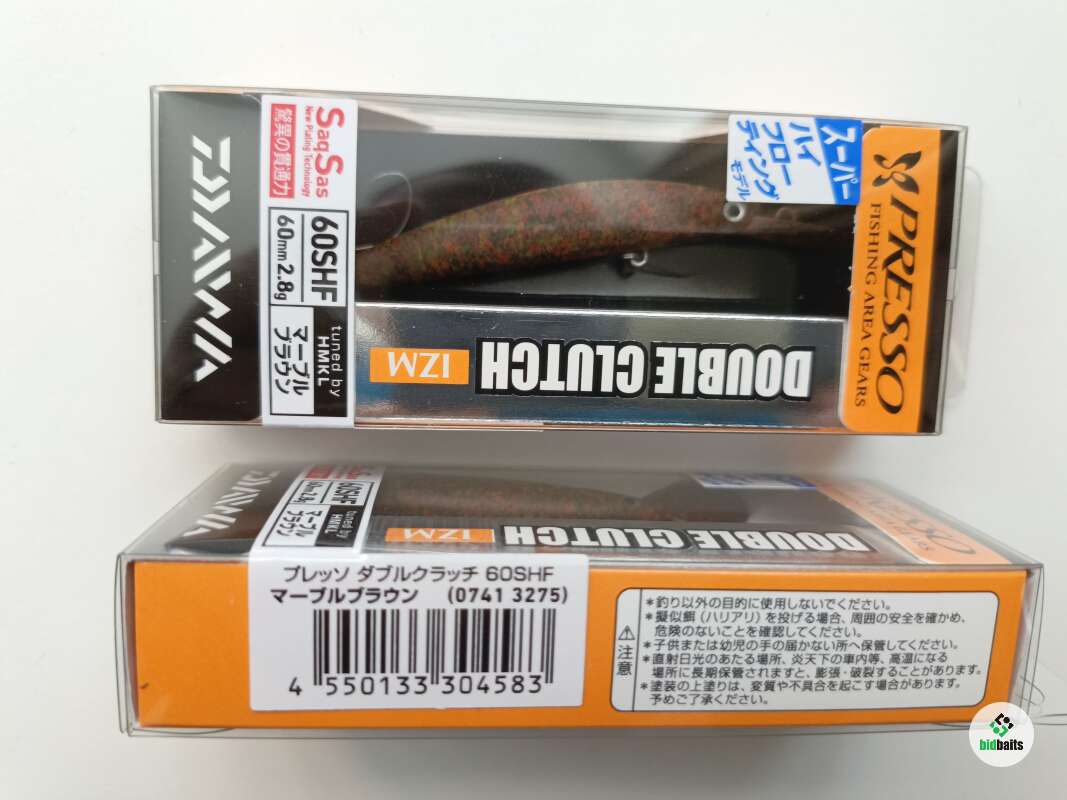 DAIWA
SaqSas
New Plating Technology
驚異の貫通力
60SHF
60mm 2.8g
tuned by
HMKL
マーブル
ブラウン
スーパー
ハイ
フロー
ティング
モデル
PRESSO
FISHING AREA GEARS
DOUBLE CLUTCH
IZM
DAIWA
60SHF
tuned by
HMKL
マーブル
ブラウン
DOUBLE CLUTCH
IZM
プレッソ ダブルクラッチ 60SHF
マーブルブラウン (0741 3275)
4 550133 304583
注意
*釣り以外の目的に使用しないでください。
*擬似餌(ハリアリ)を投げる場合、周囲の安全を確かめ、
危険のないことを確認してください。
*子供または幼児の手の届かない所へ保管してください。
*直射日光のあたる場所、炎天下の車内等、高温になる
場所に長期保管されますと、膨張・破裂することがあります。
*塗装の上塗りは、変質や不具合を起こす場合があります。
予めご了承ください。
bidbaits